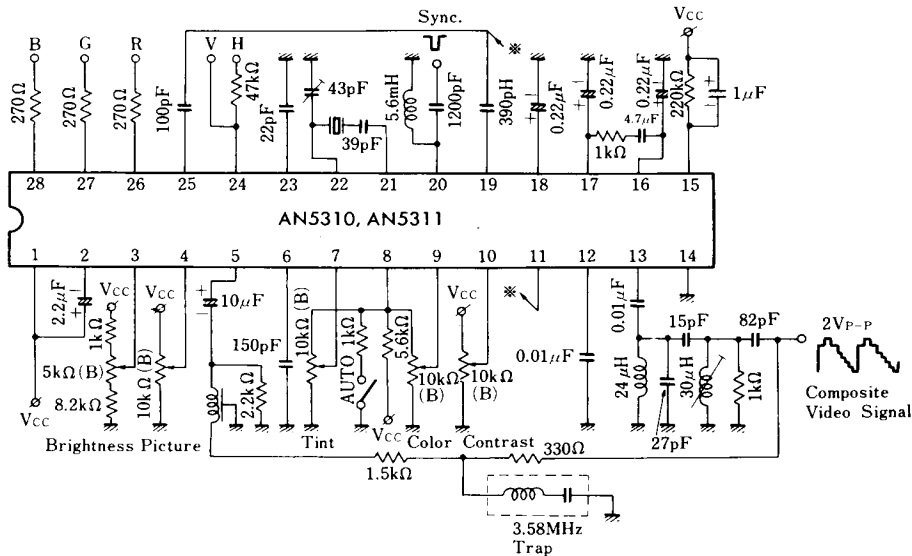 Sync.
B G R V H ※ Vcc
270Ω 270Ω 270Ω 100pF 47kΩ 22pF 43pF 39pF 5.6mH 1200pF 390pH 0.22μF 0.22μF 0.22μF 220kΩ 1μF
4.7μF
1kΩ
28 27 26 25 24 23 22 21 20 19 18 17 16 15
AN5310, AN5311
1 2 3 4 5 6 7 8 9 10 11 12 13 14
2.2μF Vcc Vcc 10μF 10kΩ (B) Vcc ※ 0.01μF 15pF 82pF 2VP-P
1kΩ 150pF 1kΩ 5.6kΩ 0.01μF
5kΩ (B) 10kΩ (B) 2.2kΩ AUTO 10kΩ (B) 10kΩ (B) 24μH 30μH 1kΩ
8.2kΩ
Vcc Vcc 27pF
Composite
Video Signal
Brightness Picture Tint Color Contrast
1.5kΩ 330Ω
3.58MHz
Trap